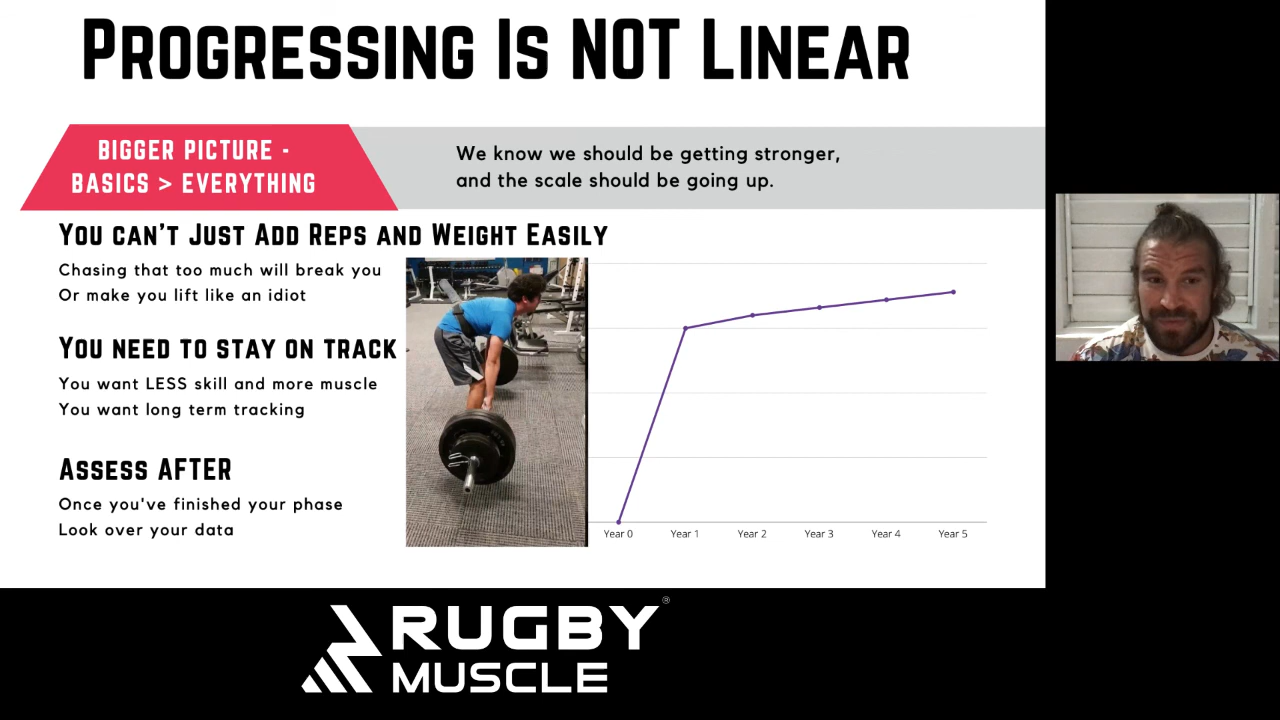 PROGRESSING IS NOT LINEAR
BIGGER PICTURE -
BASICS > EVERYTHING
We know we should be getting stronger,
and the scale should be going up.
YOU CAN'T JUST ADD REPS AND WEIGHT EASILY
Chasing that too much will break you
Or make you lift like an idiot
YOU NEED TO STAY ON TRACK
You want LESS skill and more muscle
You want long term tracking
ASSESS AFTER
Once you've finished your phase
Look over your data
Year 0 Year 1 Year 2 Year 3 Year 4 Year 5
RUGBY®
MUSCLE